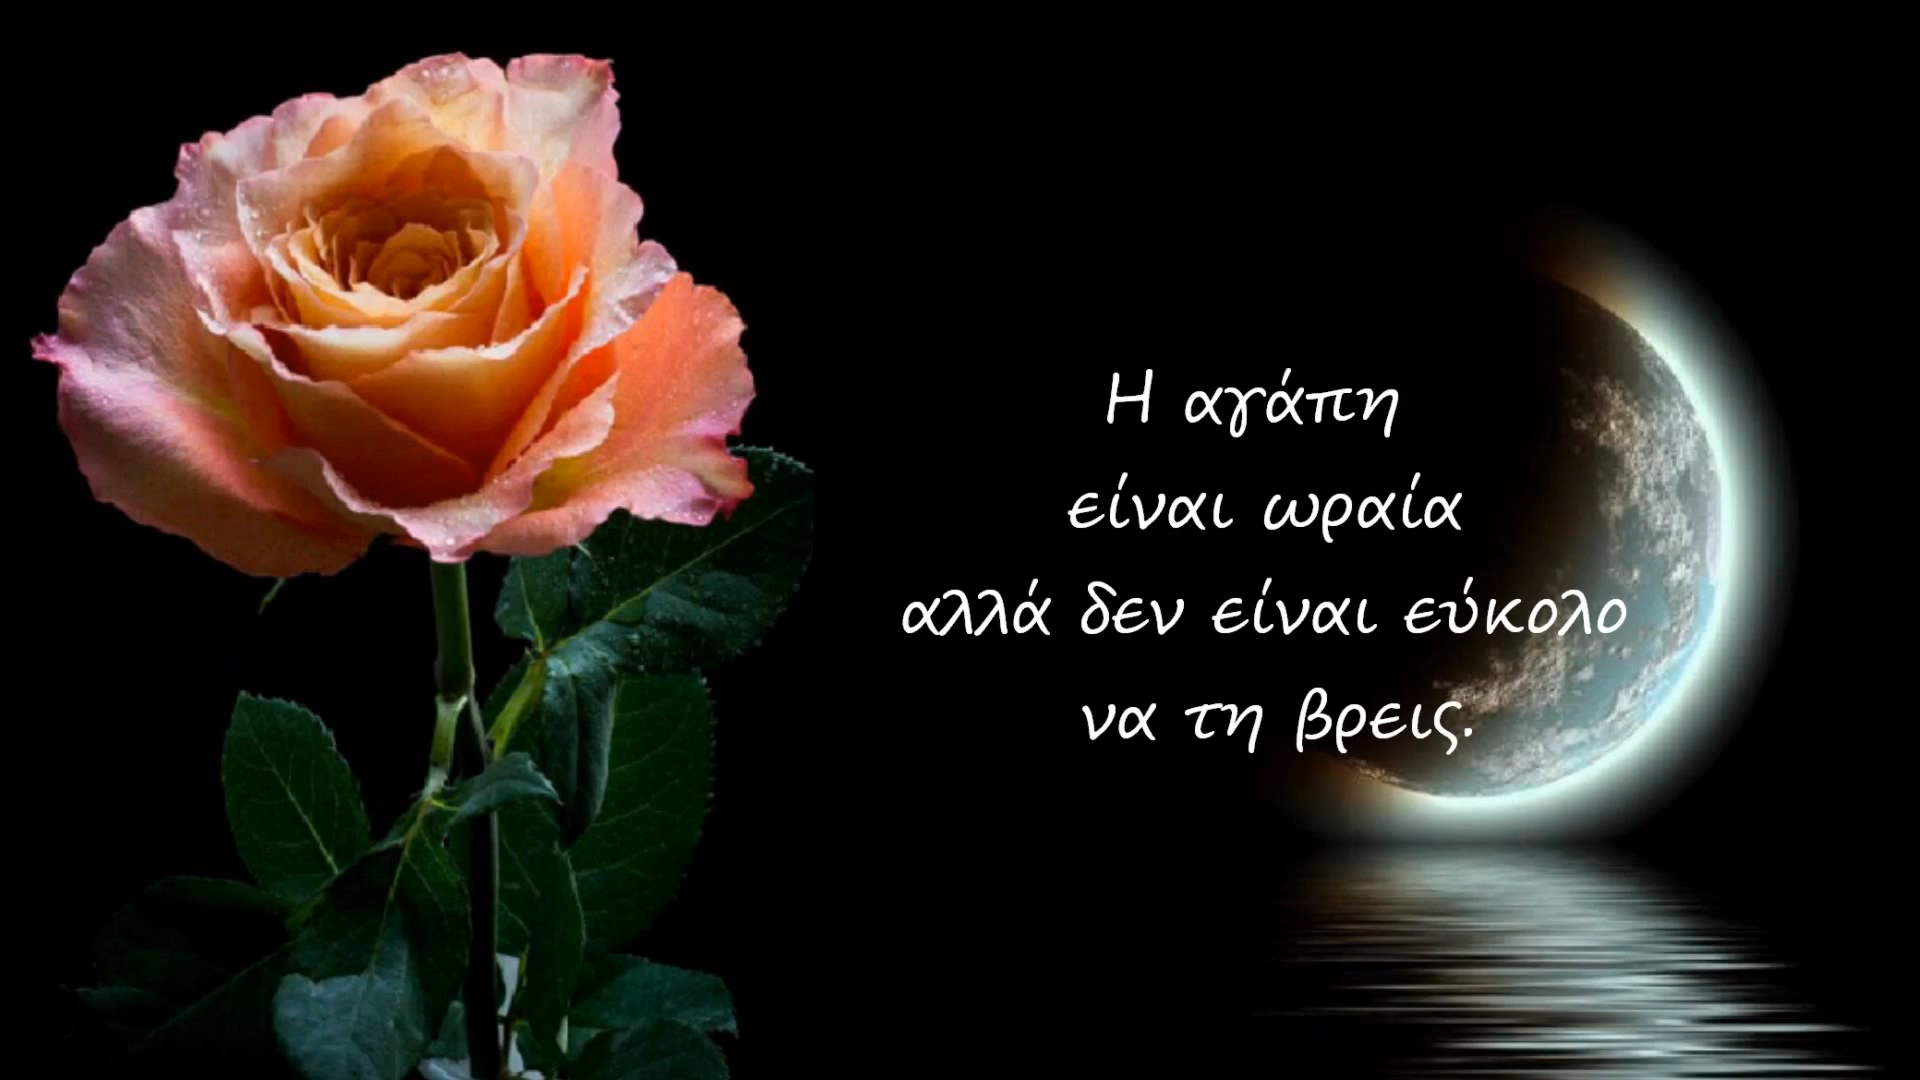 Η αγάπη
είναι ωραία
αλλά δεν είναι εύκολο
να τη βρεις.